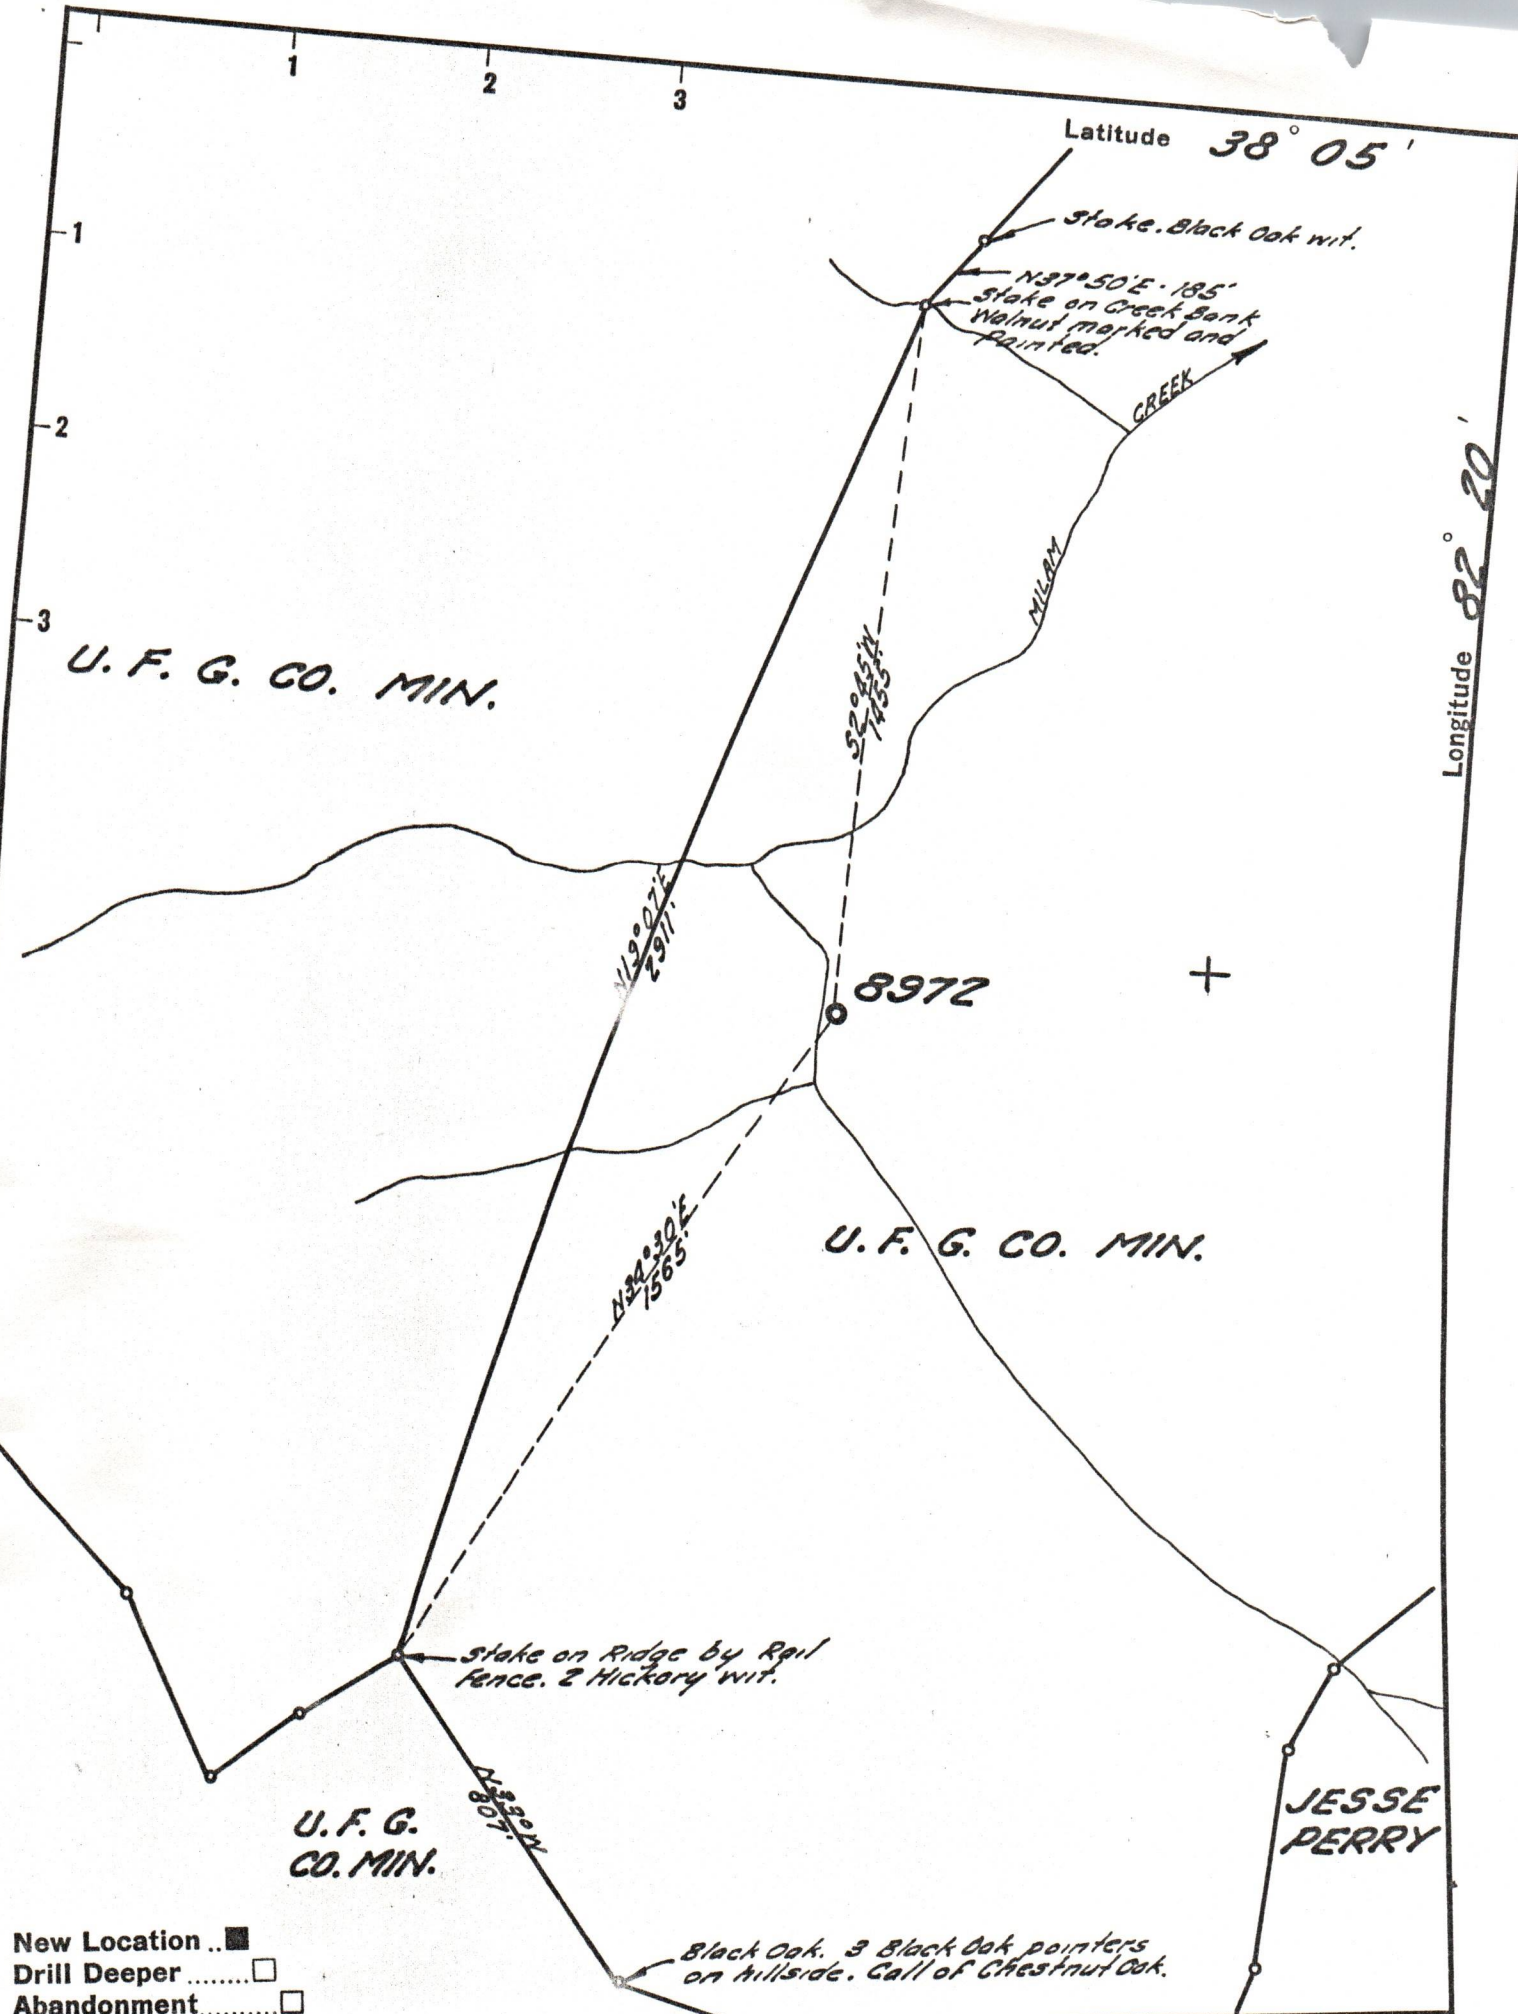 1
2
3
Latitude 38° 05'
1
Stake. Black Oak wit.
N37°50'E · 185'
Stake on Creek Bank
Walnut marked and
Painted.
CREEK
2
Longitude 82° 20'
MILAM
3
U. F. G. CO. MIN.
S2°45'W
1455'
N19°07'E
2911'
8972
N34°30'E
1565'
U. F. G. CO. MIN.
Stake on Ridge by Rail
Fence. 2 Hickory wit.
N33°W
807'
JESSE
PERRY
U. F. G.
CO. MIN.
New Location ..
Drill Deeper ........
Abandonment ..........
Black Oak. 3 Black Oak pointers
on hillside. Call of Chestnut Oak.